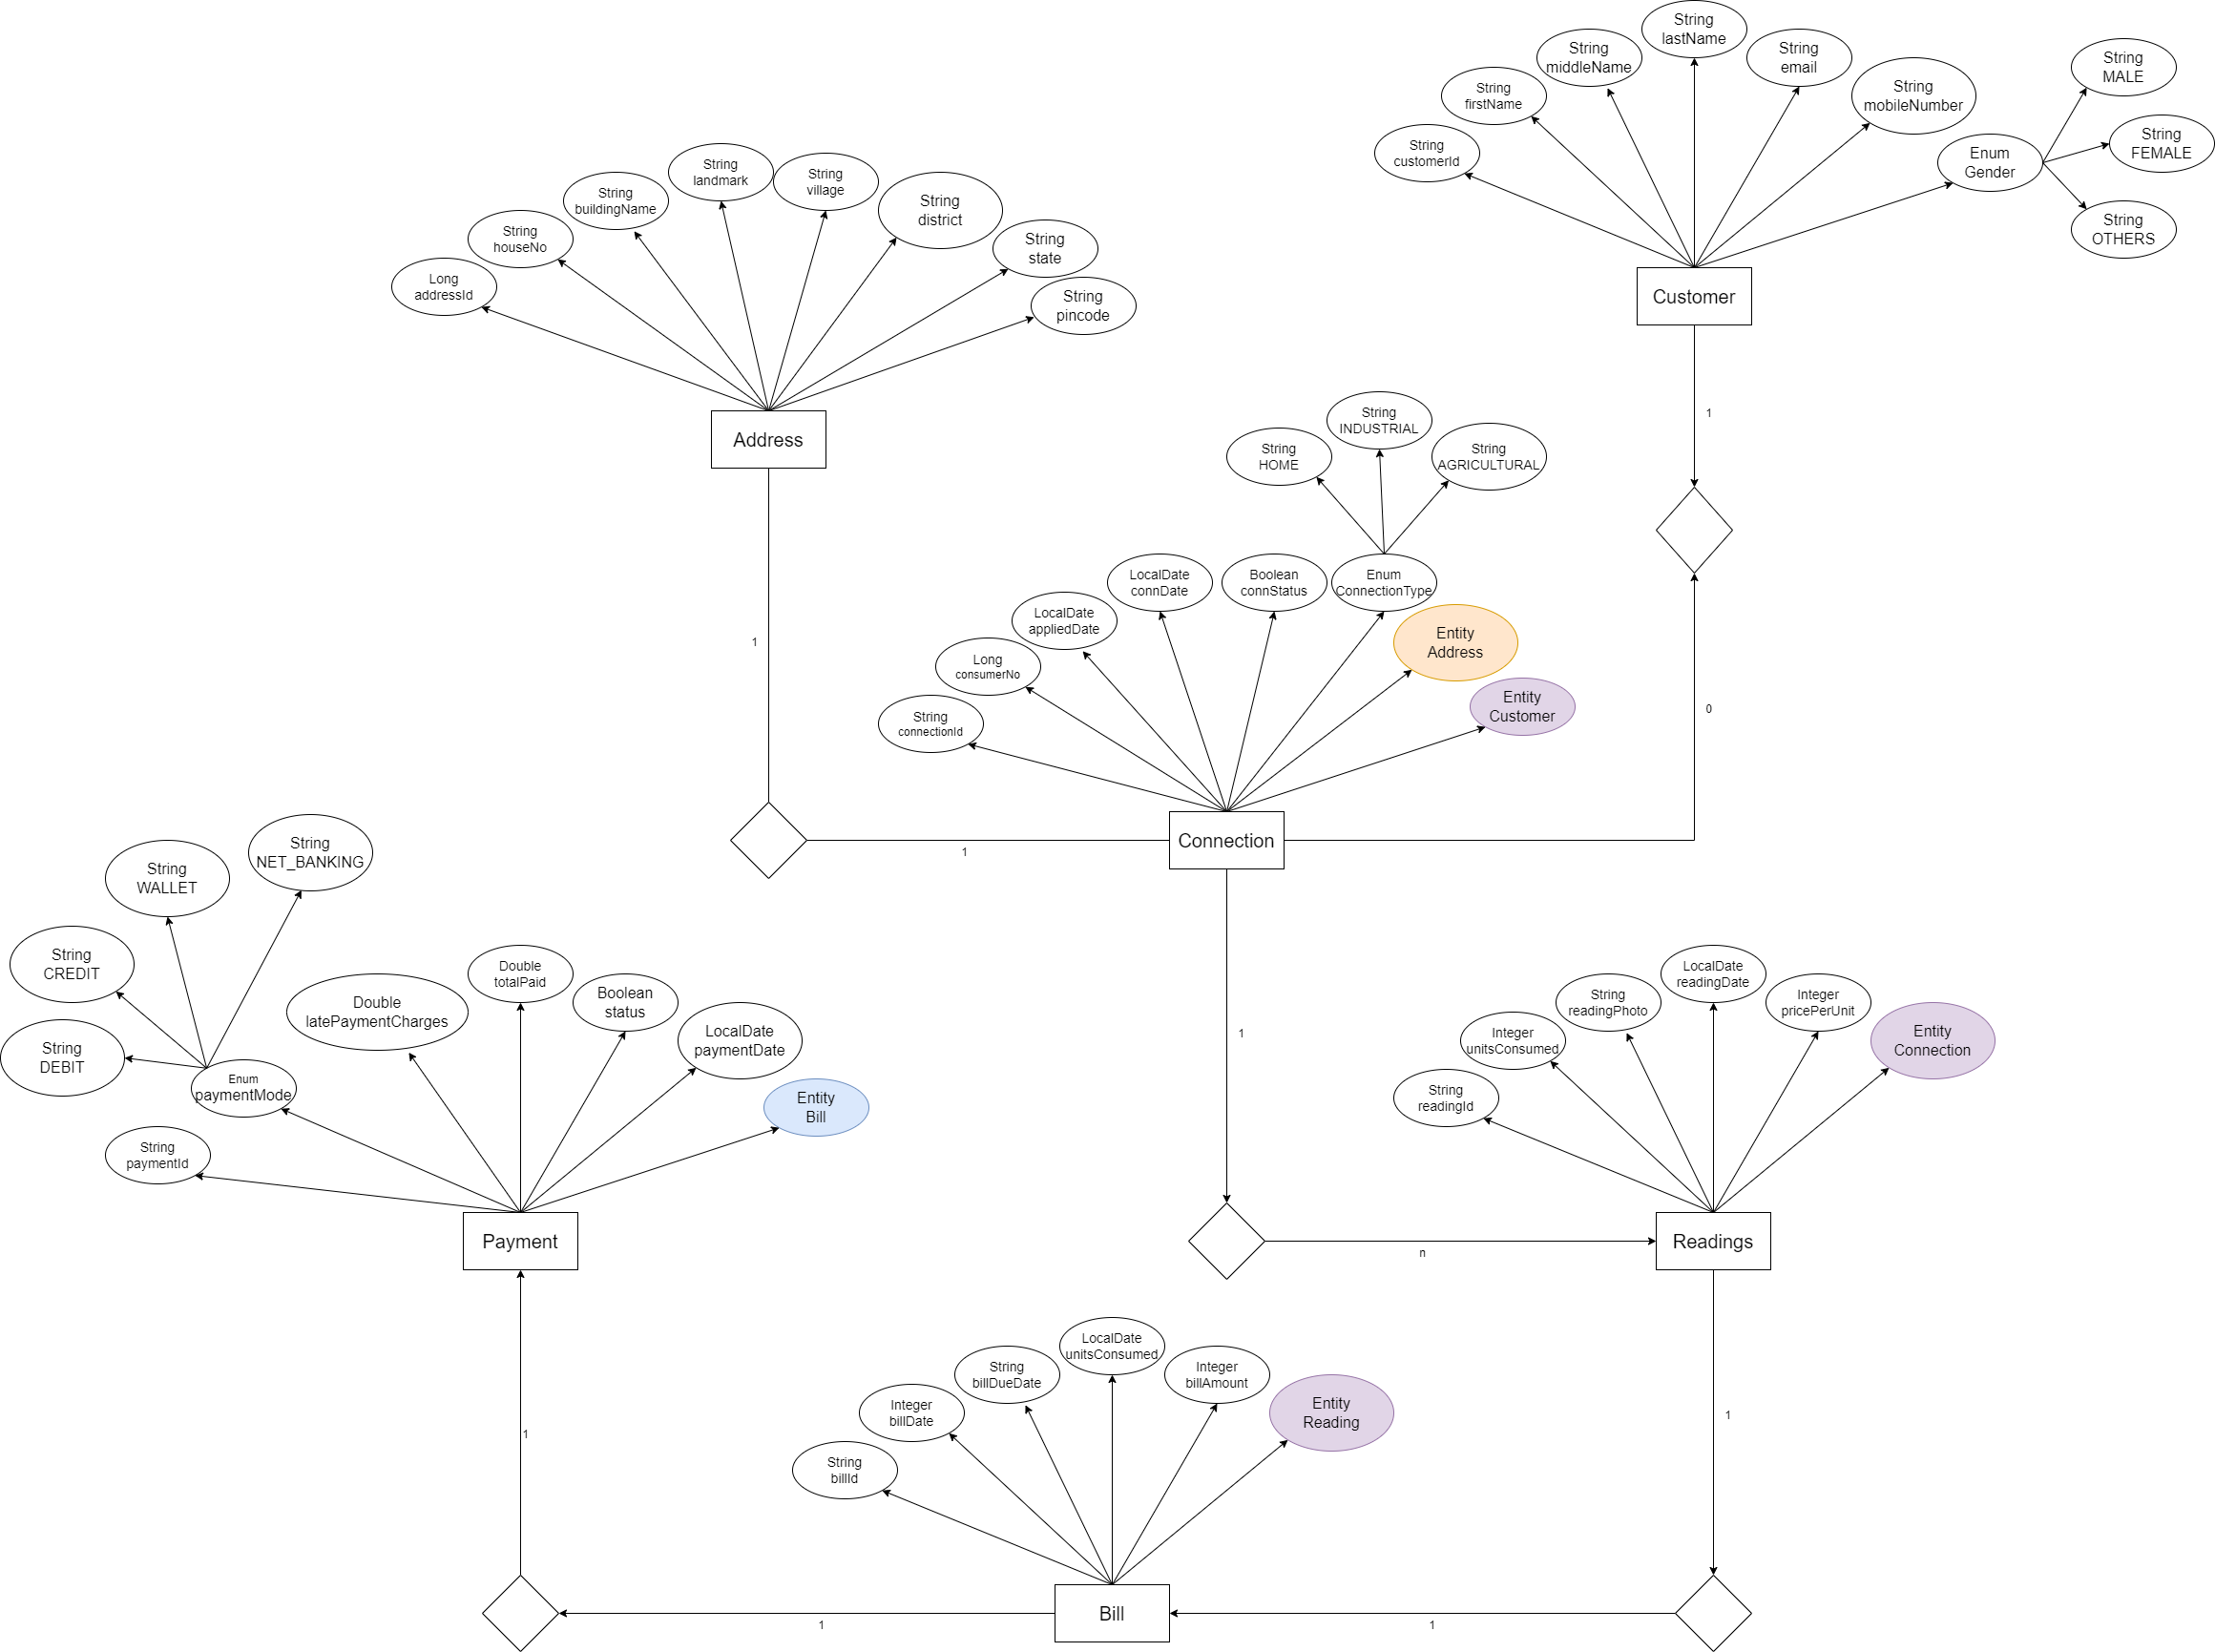 String
lastName
String
middleName
String
email
String
firstName
String
mobileNumber
String
MALE
String
customerId
Enum
Gender
String
FEMALE
String
OTHERS
Customer
1
String
landmark
String
village
String
buildingName
String
district
String
houseNo
String
state
Long
addressId
String
pincode
Address
1
String
INDUSTRIAL
String
HOME
String
AGRICULTURAL
LocalDate
connDate
Boolean
connStatus
Enum
ConnectionType
LocalDate
appliedDate
Entity
Address
Long
consumerNo
Entity
Customer
String
connectionId
0
Connection
1
1
String
NET_BANKING
String
WALLET
String
CREDIT
String
DEBIT
Enum
paymentMode
Double
latePaymentCharges
Double
totalPaid
Boolean
status
LocalDate
paymentDate
Entity
Bill
String
paymentId
Payment
LocalDate
readingDate
String
readingPhoto
Integer
pricePerUnit
Integer
unitsConsumed
Entity
Connection
String
readingId
n
Readings
1
1
LocalDate
unitsConsumed
String
billDueDate
Integer
billAmount
Integer
billDate
Entity
Reading
String
billId
Bill
1
1